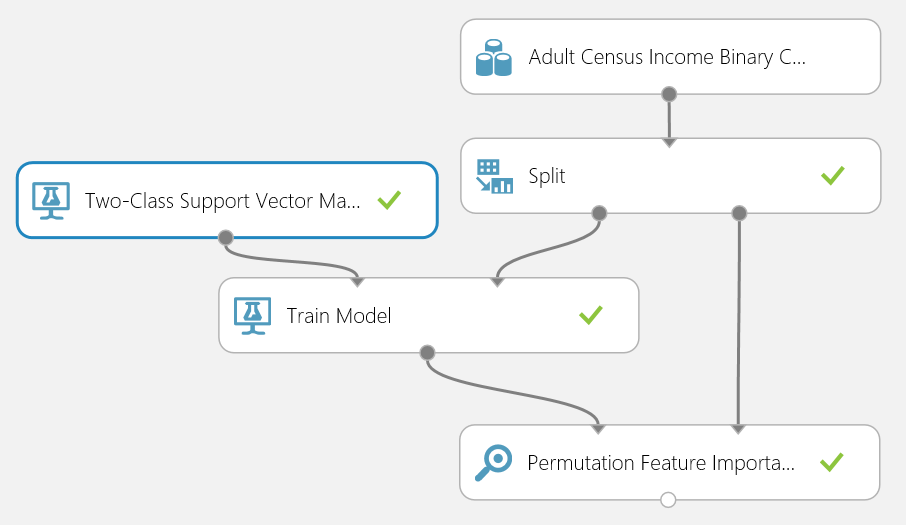 Adult Census Income Binary C...
Split
Two-Class Support Vector Ma...
Train Model
Permutation Feature Importa...